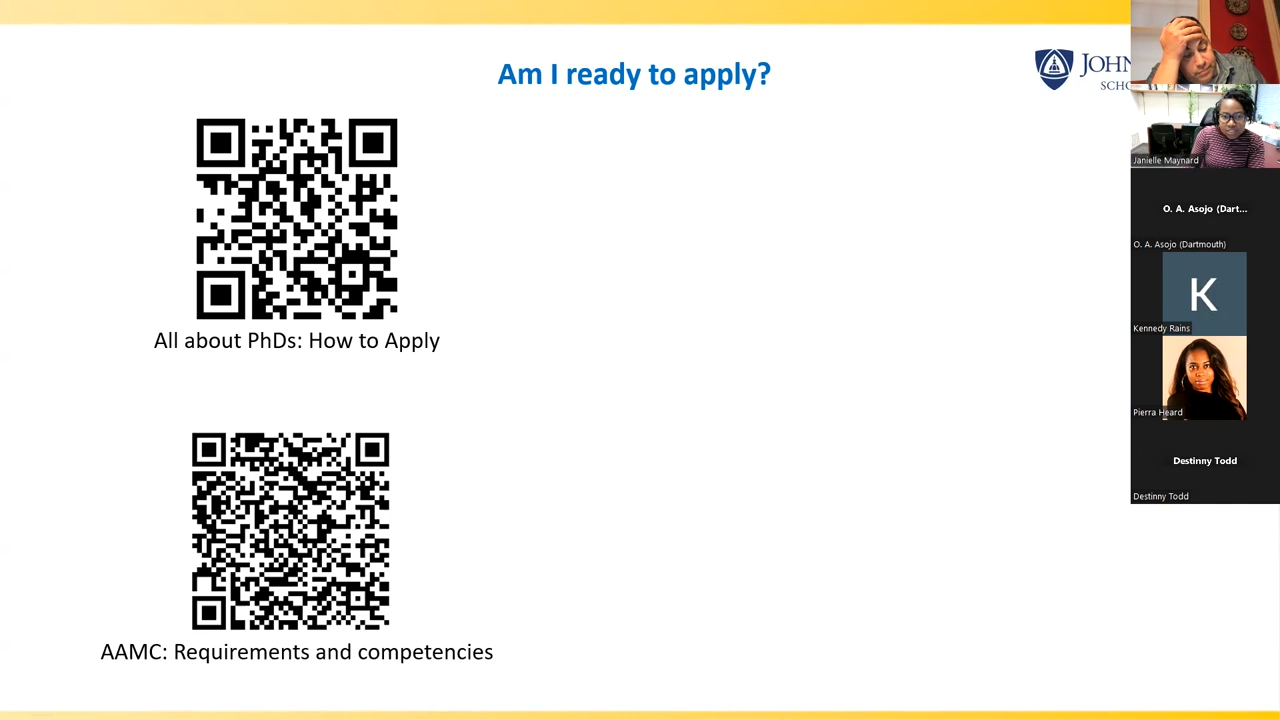 Am I ready to apply?
JOHN
SCHO
All about PhDs: How to Apply
AAMC: Requirements and competencies
Janielle Maynard
O. A. Asojo (Dart...
O. A. Asojo (Dartmouth)
K
Kennedy Rains
Pierra Heard
Destinny Todd
Destinny Todd